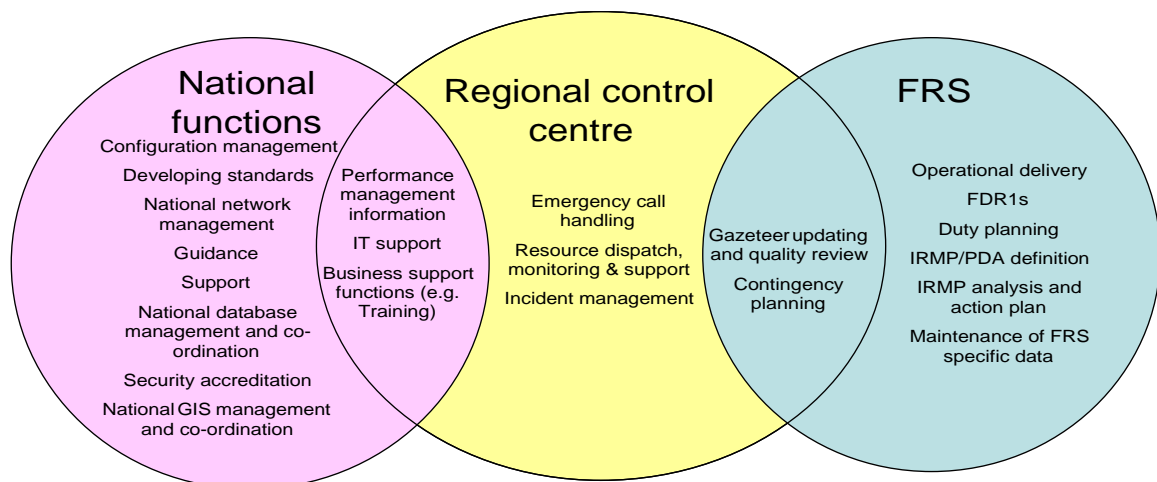 National
functions
Configuration management
Developing standards
National network
management
Guidance
Support
National database
management and co-
ordination
Security accreditation
National GIS management
and co-ordination
Performance
management
information
IT support
Business support
functions (e.g.
Training)
Regional control
centre
Emergency call
handling
Resource dispatch,
monitoring & support
Incident management
Gazeteer updating
and quality review
Contingency
planning
FRS
Operational delivery
FDR1s
Duty planning
IRMP/PDA definition
IRMP analysis and
action plan
Maintenance of FRS
specific data